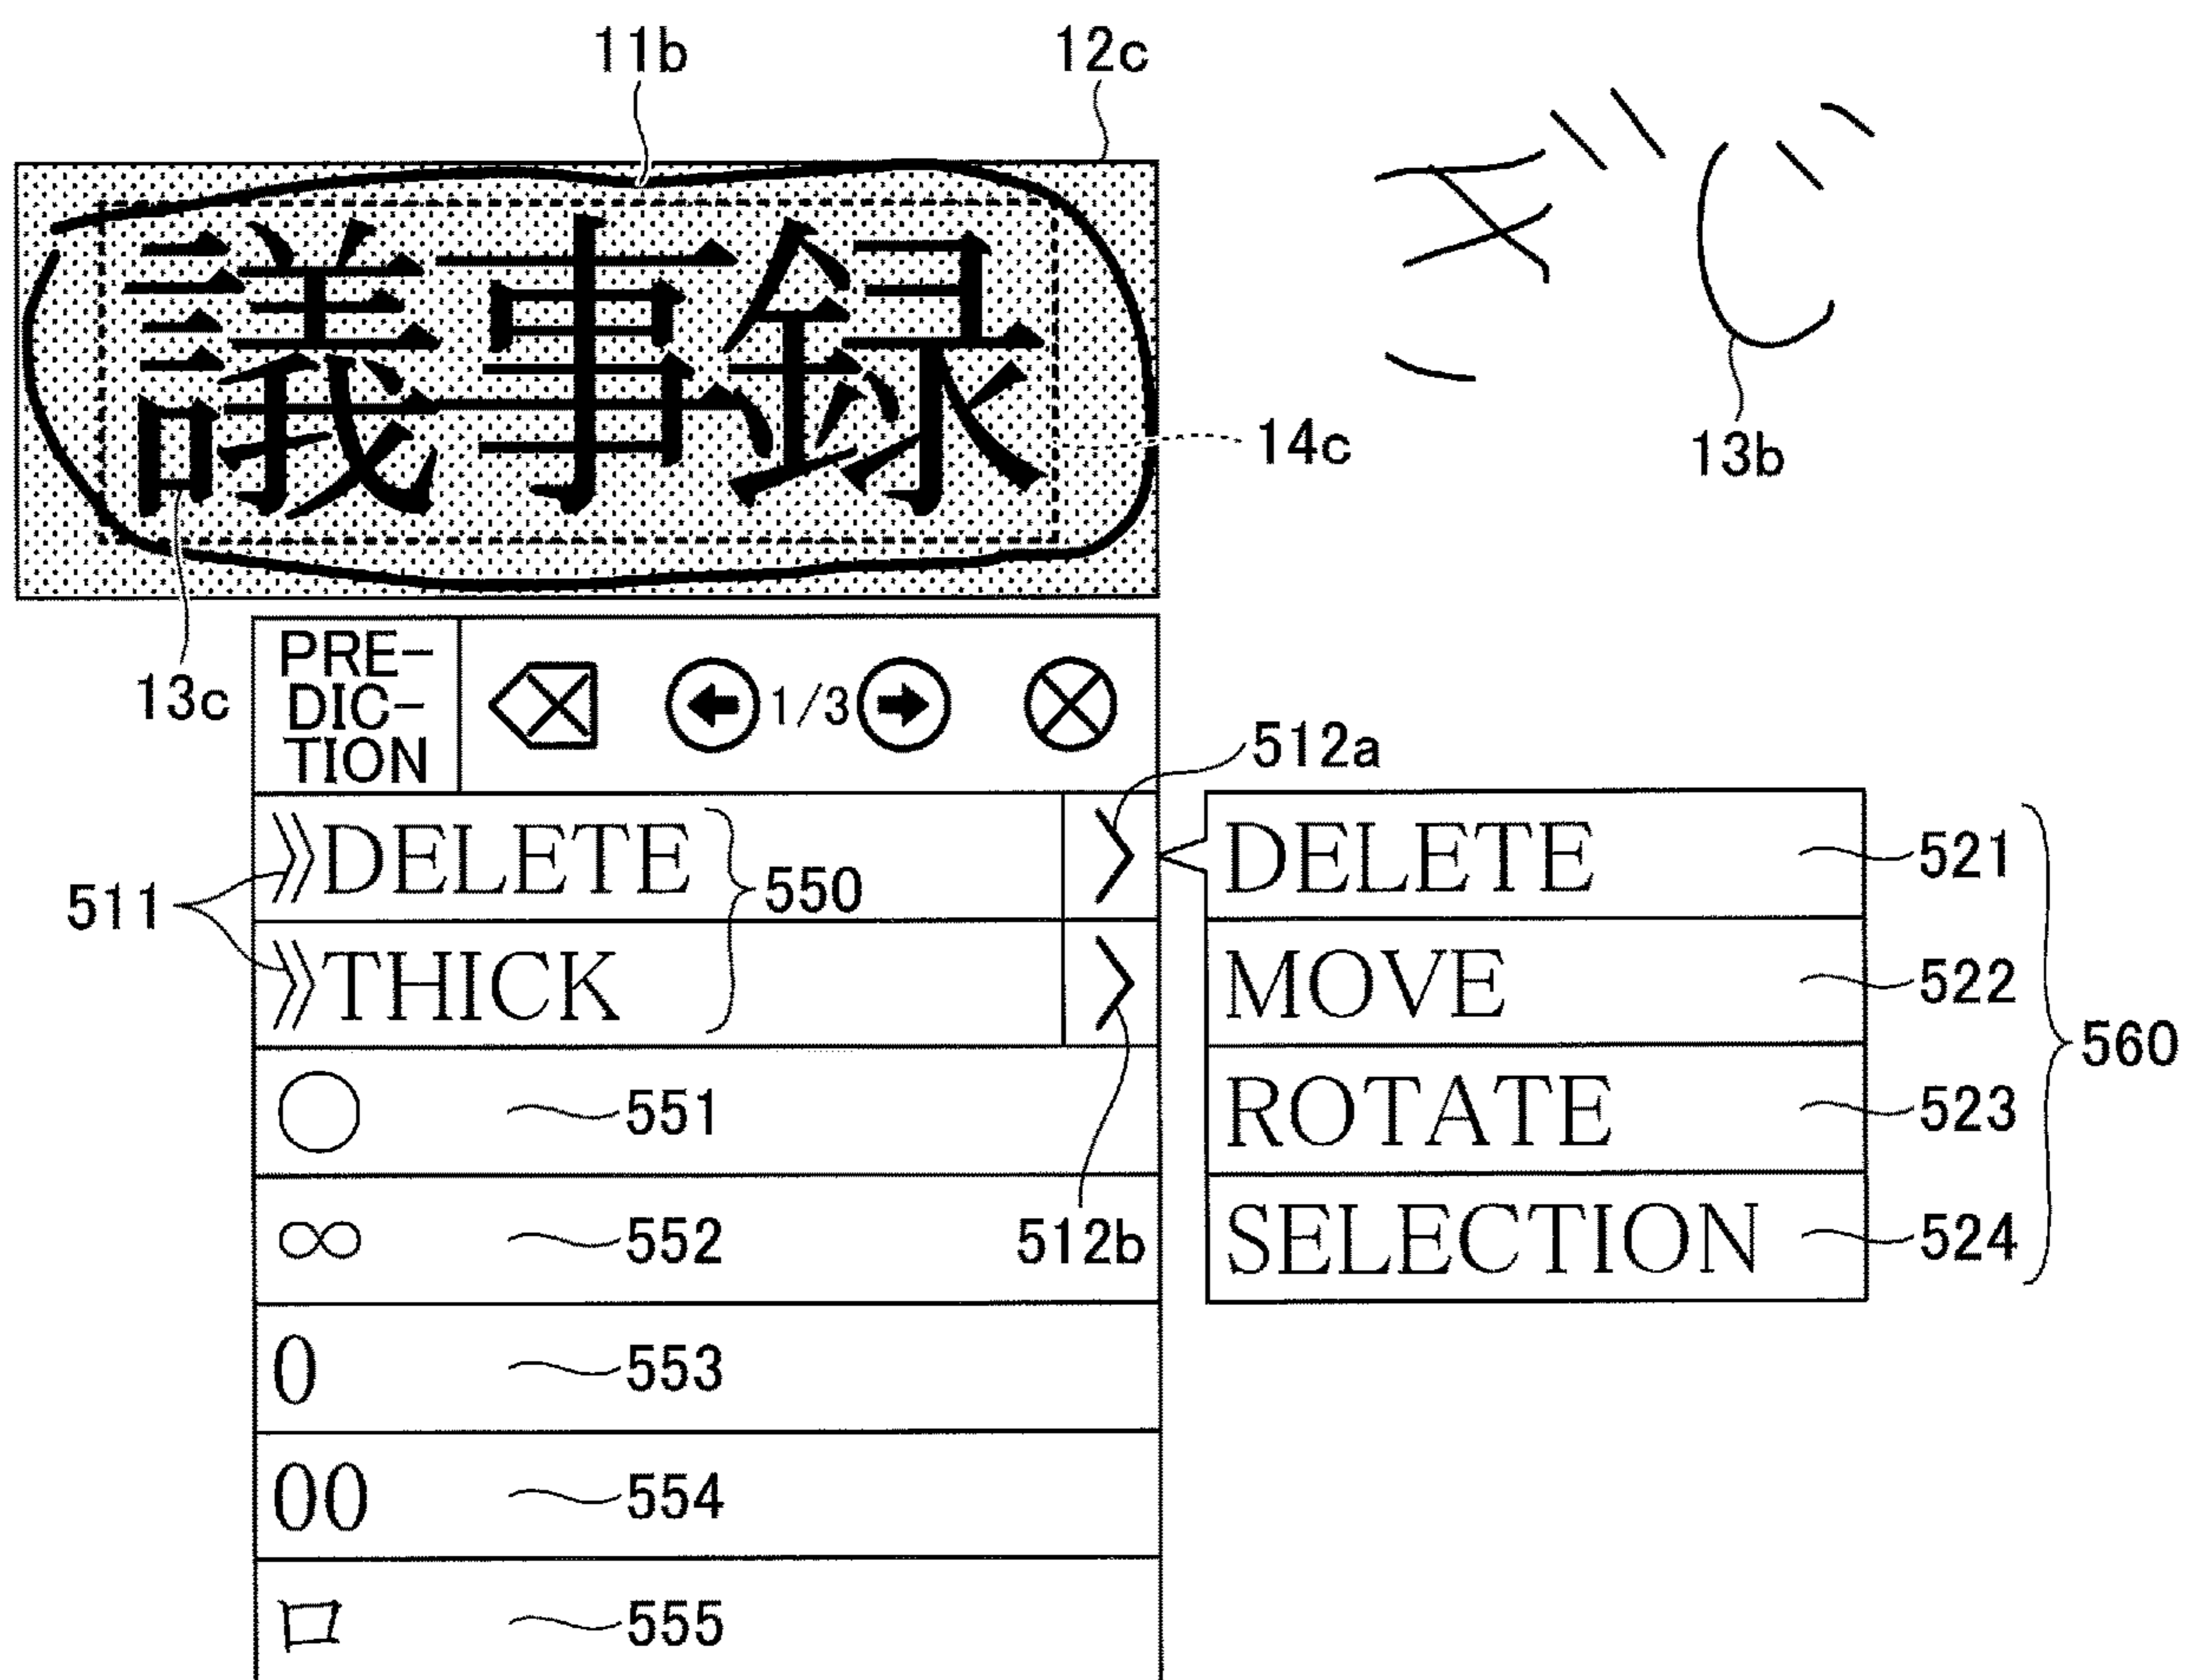 11b
12c
議事録
ぎじ
14c
13b
13c
PRE-
DIC-
TION
1/3
512a
511
DELETE
550
THICK
DELETE
521
MOVE
522
ROTATE
523
SELECTION
524
560
○
551
∞
552
512b
0
553
00
554
ロ
555